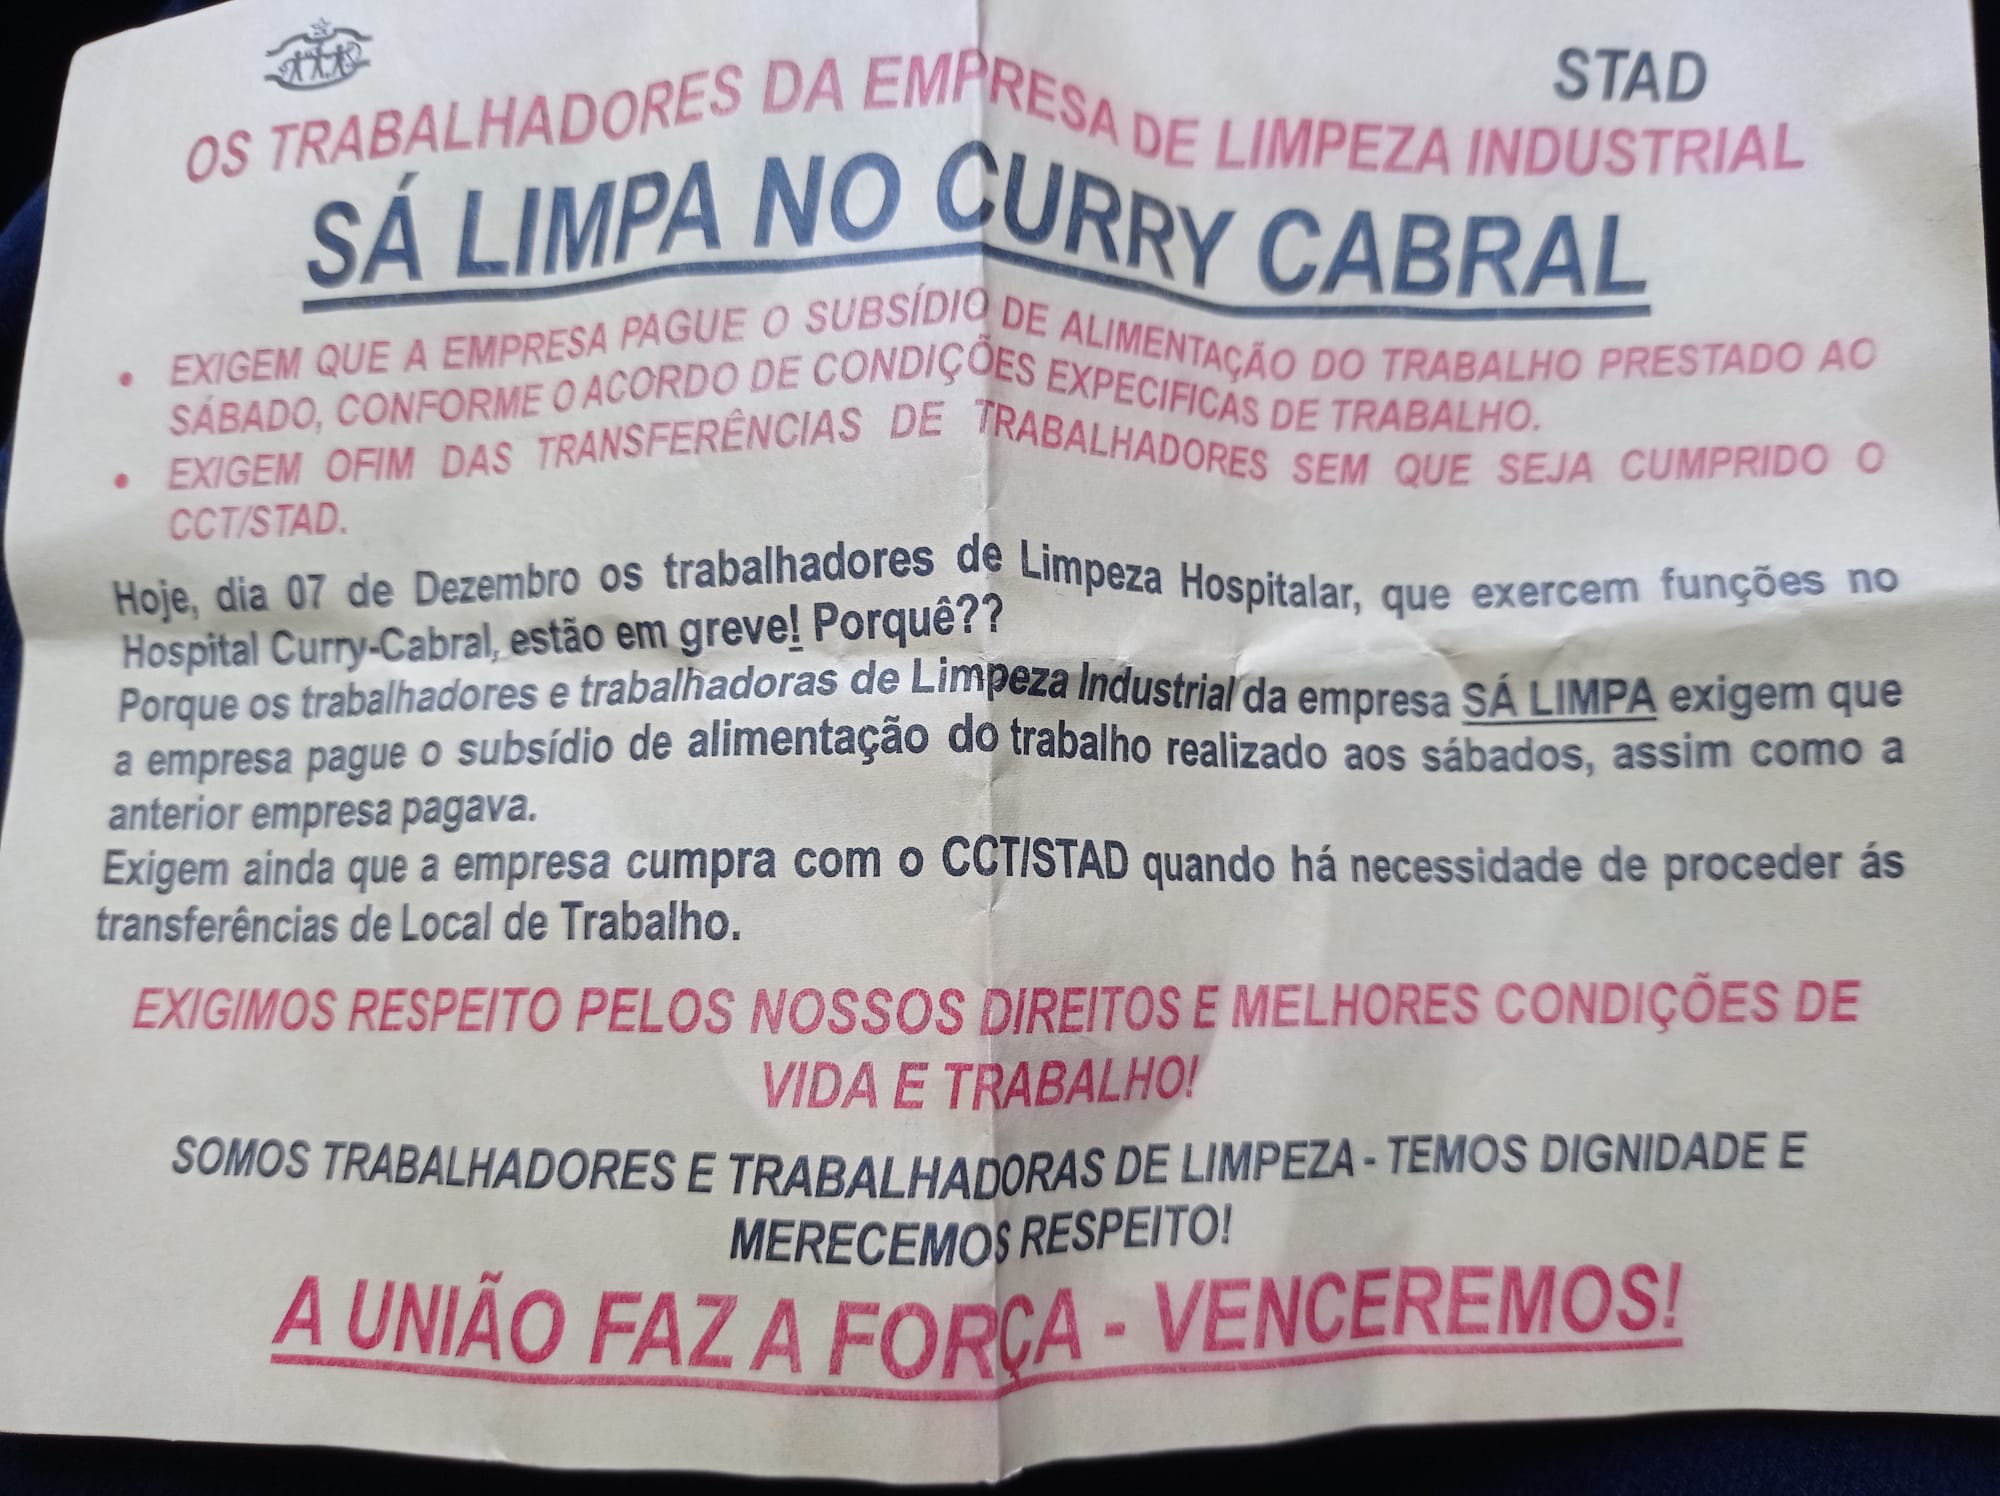 STAD
OS TRABALHADORES DA EMPRESA DE LIMPEZA INDUSTRIAL
SÁ LIMPA NO CURRY CABRAL
• EXIGEM QUE A EMPRESA PAGUE O SUBSÍDIO DE ALIMENTAÇÃO DO TRABALHO PRESTADO AO
SÁBADO, CONFORME O ACORDO DE CONDIÇÕES EXPECIFICAS DE TRABALHO.
• EXIGEM OFIM DAS TRANSFERÊNCIAS DE TRABALHADORES SEM QUE SEJA CUMPRIDO O
CCT/STAD.
Hoje, dia 07 de Dezembro os trabalhadores de Limpeza Hospitalar, que exercem funções no
Hospital Curry-Cabral, estão em greve! Porquê??
Porque os trabalhadores e trabalhadoras de Limpeza Industrial da empresa SÁ LIMPA exigem que
a empresa pague o subsídio de alimentação do trabalho realizado aos sábados, assim como a
anterior empresa pagava.
Exigem ainda que a empresa cumpra com o CCT/STAD quando há necessidade de proceder ás
transferências de Local de Trabalho.
EXIGIMOS RESPEITO PELOS NOSSOS DIREITOS E MELHORES CONDIÇÕES DE
VIDA E TRABALHO!
SOMOS TRABALHADORES E TRABALHADORAS DE LIMPEZA - TEMOS DIGNIDADE E
MERECEMOS RESPEITO!
A UNIÃO FAZ A FORÇA - VENCEREMOS!